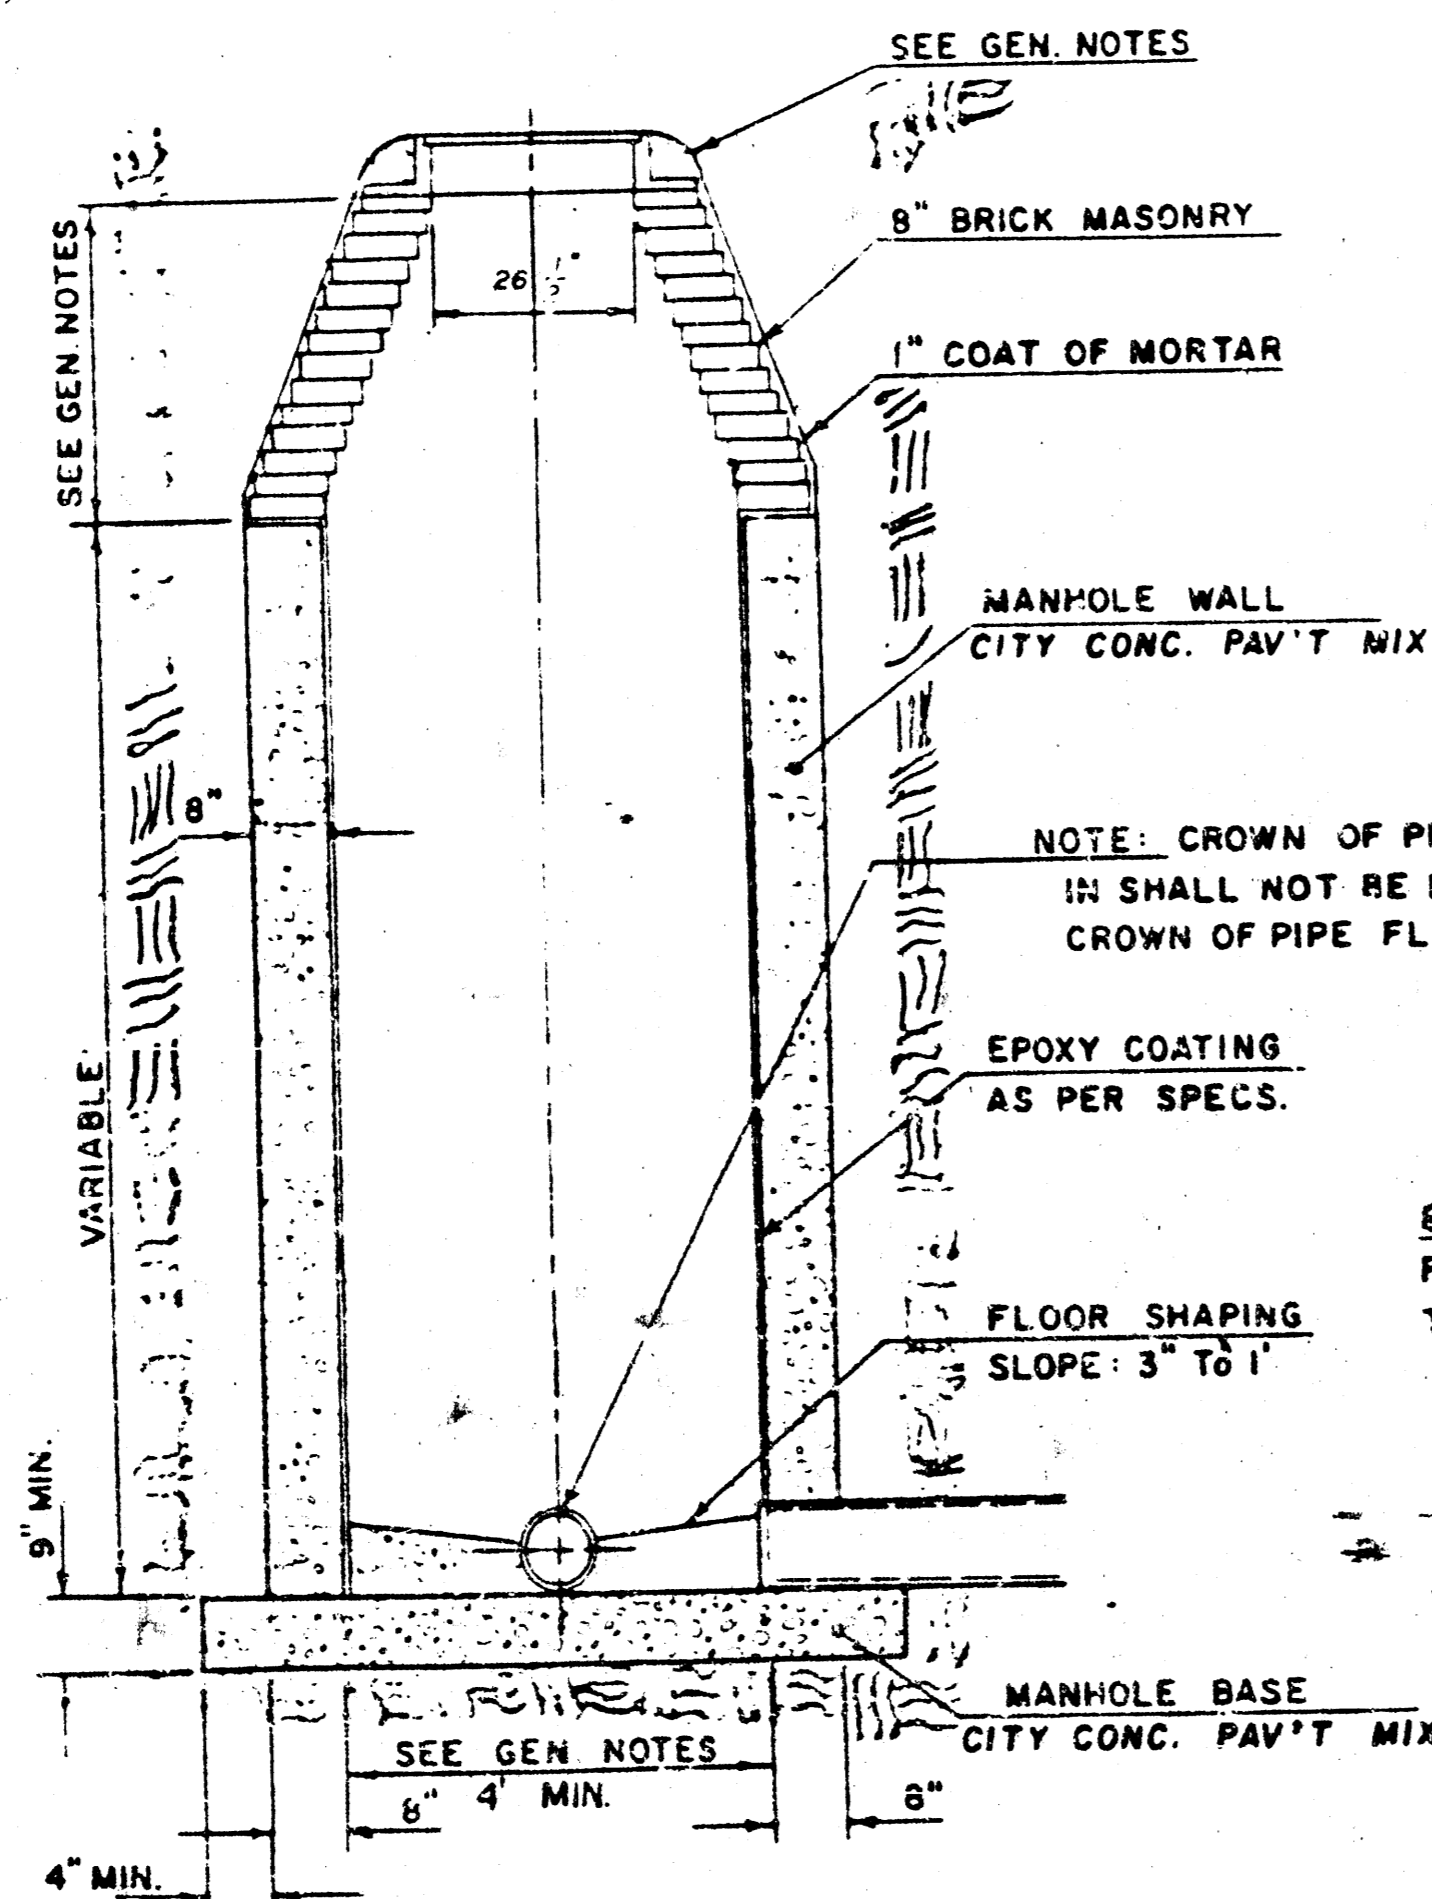 SEE GEN. NOTES
8" BRICK MASONRY
SEE GEN. NOTES
26 1/2"
1" COAT OF MORTAR
MANHOLE WALL
CITY CONC. PAV'T MIX
8"
NOTE: CROWN OF
IN SHALL NOT BE
CROWN OF PIPE
EPOXY COATING
AS PER SPECS.
VARIABLE
FLOOR SHAPING
SLOPE: 3" TO 1'
9" MIN.
MANHOLE BASE
CITY CONC. PAV'T MIX
SEE GEN. NOTES
4' MIN.
8"
8"
4" MIN.